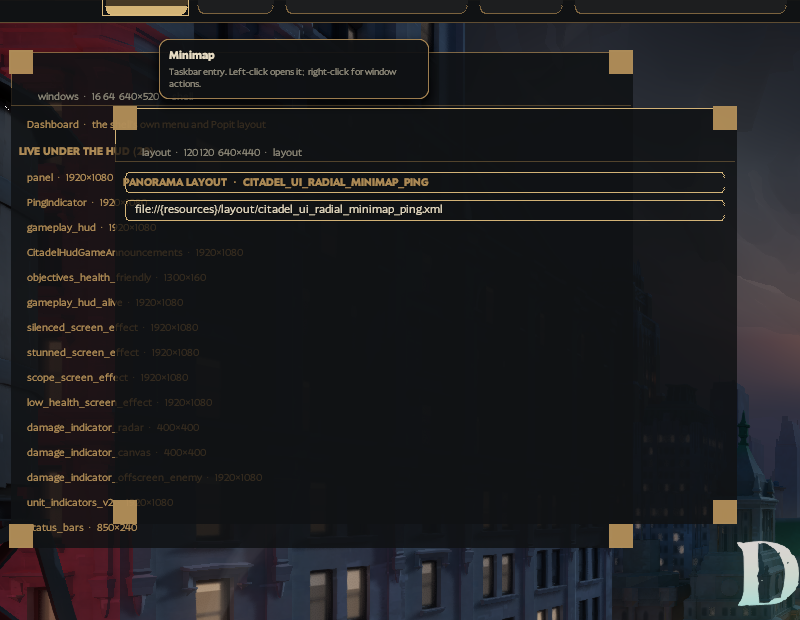 Minimap
Taskbar entry. Left-click opens it; right-click for window
actions.
windows · 16 64 640×520
Dashboard · the s own menu and Popit layout
layout · 120 120 640×440 · layout
LIVE UNDER THE HUD
PANORAMA LAYOUT · CITADEL_UI_RADIAL_MINIMAP_PING
file://{resources}/layout/citadel_ui_radial_minimap_ping.xml
panel · 1920×1080
PingIndicator · 192
gameplay_hud · 1920×1080
CitadelHudGameAnnouncements · 1920×1080
objectives_health_friendly · 1300×160
gameplay_hud_alive · 1920×1080
silenced_screen_effect · 1920×1080
stunned_screen_effect · 1920×1080
scope_screen_effect · 1920×1080
low_health_screen_effect · 1920×1080
damage_indicator_radar · 400×400
damage_indicator_canvas · 400×400
damage_indicator_offscreen_enemy · 1920×1080
unit_indicators_v2 ×1080
tatus_bars · 850×240
D